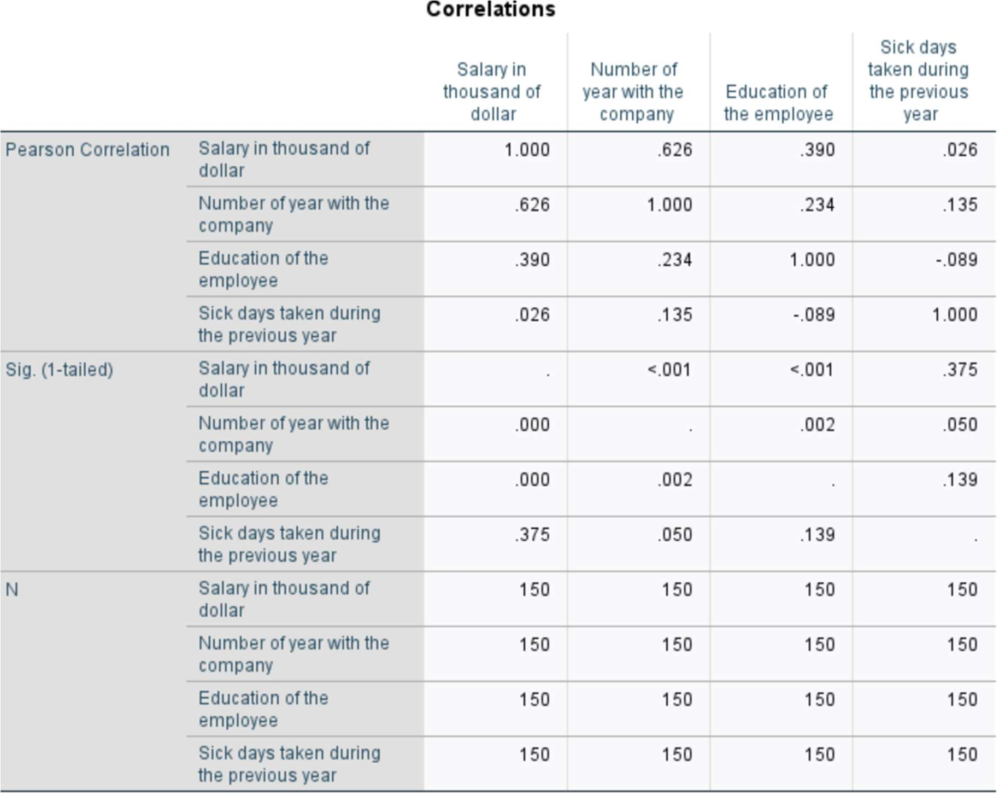 Correlations
Salary in thousand of dollar | Number of year with the company | Education of the employee | Sick days taken during the previous year
Pearson Correlation | Salary in thousand of dollar | 1.000 | .626 | .390 | .026
Number of year with the company | .626 | 1.000 | .234 | .135
Education of the employee | .390 | .234 | 1.000 | -.089
Sick days taken during the previous year | .026 | .135 | -.089 | 1.000
Sig. (1-tailed) | Salary in thousand of dollar | . | <.001 | <.001 | .375
Number of year with the company | .000 | . | .002 | .050
Education of the employee | .000 | .002 | . | .139
Sick days taken during the previous year | .375 | .050 | .139 | .
N | Salary in thousand of dollar | 150 | 150 | 150 | 150
Number of year with the company | 150 | 150 | 150 | 150
Education of the employee | 150 | 150 | 150 | 150
Sick days taken during the previous year | 150 | 150 | 150 | 150